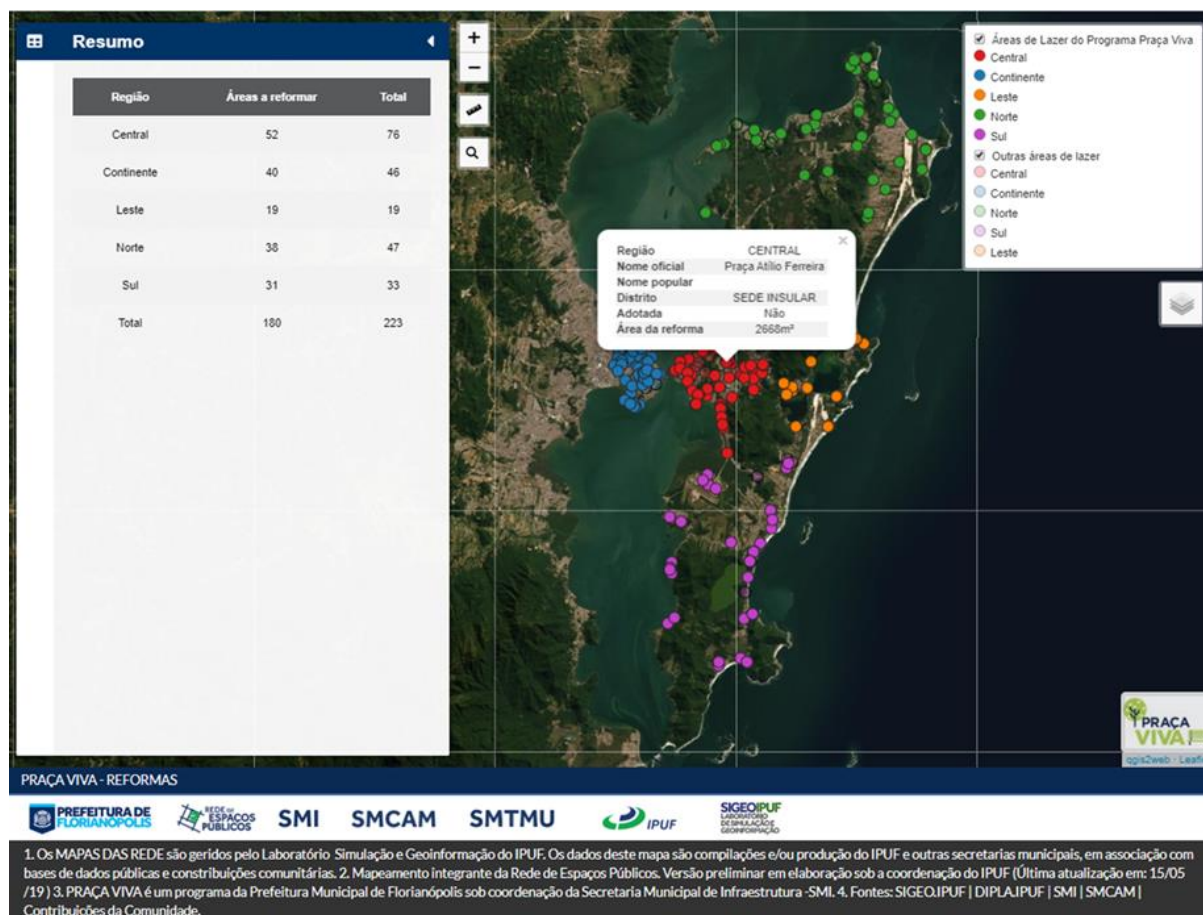 Resumo
Região Áreas a reformar Total
Central 52 76
Continente 40 46
Leste 19 19
Norte 38 47
Sul 31 33
Total 180 223
+
−
Áreas de Lazer do Programa Praça Viva
Central
Continente
Leste
Norte
Sul
Outras áreas de lazer
Central
Continente
Norte
Sul
Leste
×
Região CENTRAL
Nome oficial Praça Atílio Ferreira
Nome popular
Distrito SEDE INSULAR
Adotada Não
Área da reforma 2668m²
PRAÇA
VIVA
qgis2web · Leafl
PRAÇA VIVA - REFORMAS
PREFEITURA DE
FLORIANÓPOLIS
REDE DE
ESPAÇOS
PÚBLICOS
SMI
SMCAM
SMTMU
IPUF
SIGEOIPUF
LABORATÓRIO
DE SIMULAÇÃO E
GEOINFORMAÇÃO
1. Os MAPAS DAS REDE são geridos pelo Laboratório Simulação e Geoinformação do IPUF. Os dados deste mapa são compilações e/ou produção do IPUF e outras secretarias municipais, em associação com
bases de dados públicas e constribuições comunitárias. 2. Mapeamento integrante da Rede de Espaços Públicos. Versão preliminar em elaboração sob a coordenação do IPUF (Última atualização em: 15/05
/19 ) 3. PRAÇA VIVA é um programa da Prefeitura Municipal de Florianópolis sob coordenação da Secretaria Municipal de Infraestrutura -SMI. 4. Fontes: SIGEO.IPUF | DIPLA.IPUF | SMI | SMCAM |
Contribuições da Comunidade.